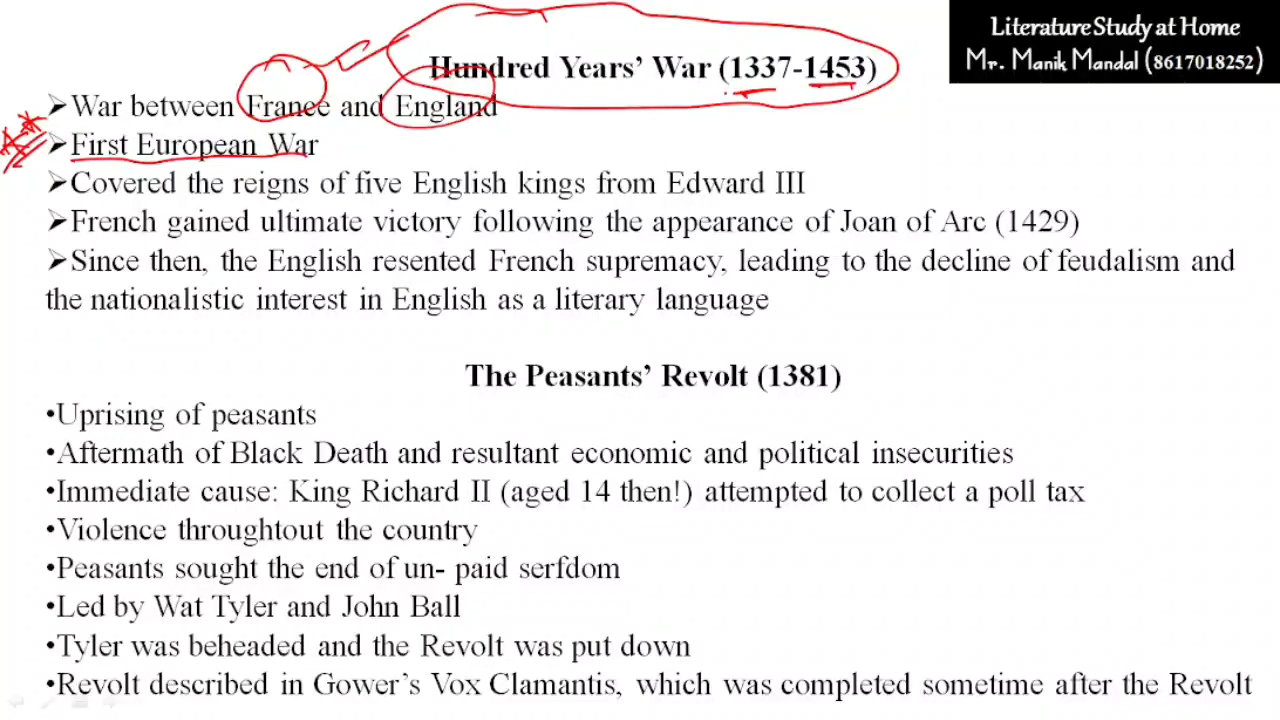 Literature Study at Home
Mr. Manik Mandal (8617018252)
Hundred Years’ War (1337-1453)
➢War between France and England
➢First European War
➢Covered the reigns of five English kings from Edward III
➢French gained ultimate victory following the appearance of Joan of Arc (1429)
➢Since then, the English resented French supremacy, leading to the decline of feudalism and
the nationalistic interest in English as a literary language
The Peasants’ Revolt (1381)
•Uprising of peasants
•Aftermath of Black Death and resultant economic and political insecurities
•Immediate cause: King Richard II (aged 14 then!) attempted to collect a poll tax
•Violence throughtout the country
•Peasants sought the end of un- paid serfdom
•Led by Wat Tyler and John Ball
•Tyler was beheaded and the Revolt was put down
•Revolt described in Gower’s Vox Clamantis, which was completed sometime after the Revolt